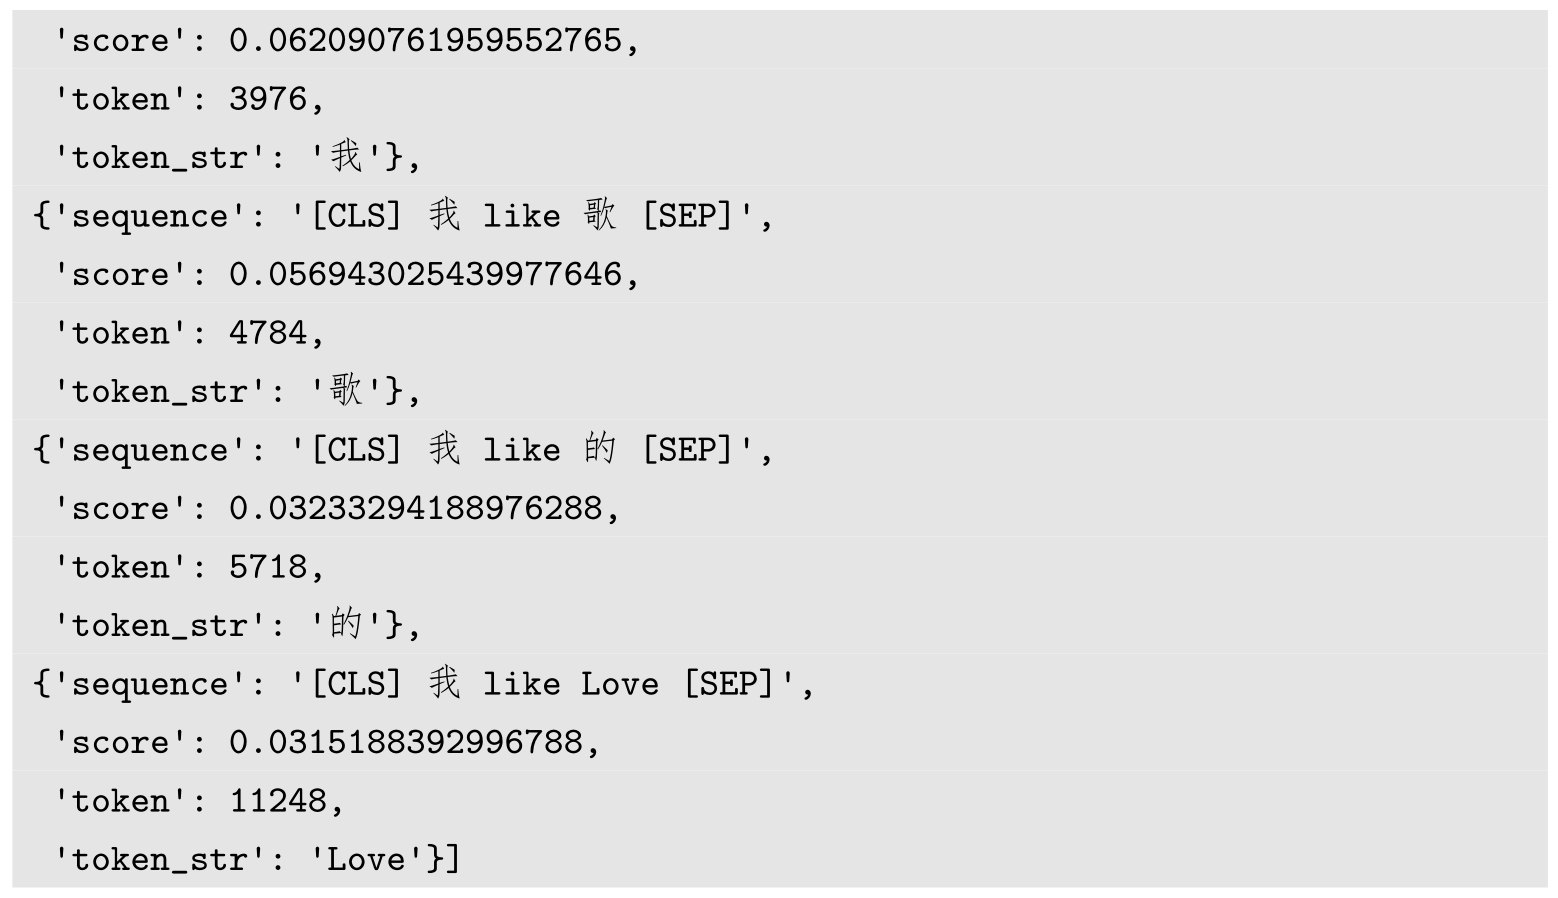 'score': 0.062090761959552765,
'token': 3976,
'token_str': '我'},
{'sequence': '[CLS] 我 like 歌 [SEP]',
'score': 0.056943025439977646,
'token': 4784,
'token_str': '歌'},
{'sequence': '[CLS] 我 like 的 [SEP]',
'score': 0.03233294188976288,
'token': 5718,
'token_str': '的'},
{'sequence': '[CLS] 我 like Love [SEP]',
'score': 0.0315188392996788,
'token': 11248,
'token_str': 'Love'}]